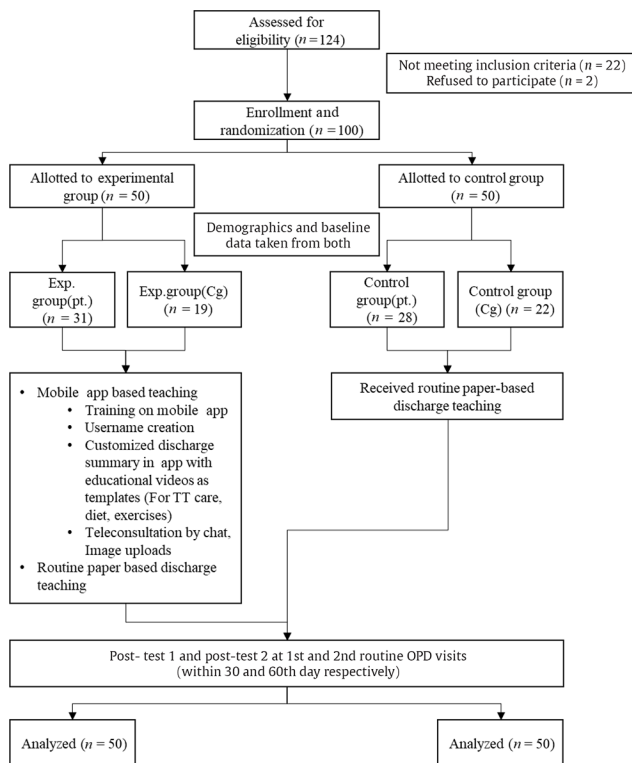 Assessed for
eligibility (n=124)
Not meeting inclusion criteria (n = 22)
Refused to participate (n = 2)
Enrollment and
randomization (n = 100)
Allotted to experimental
group (n = 50)
Allotted to control group
(n = 50)
Demographics and baseline
data taken from both
Exp.
group(pt.)
(n = 31)
Exp.group(Cg)
(n = 19)
Control
group(pt.)
n = 28)
Control group
(Cg) (n = 22)
• Mobile app based teaching
• Training on mobile app
• Username creation
• Customized discharge
summary in app with
educational videos as
templates (For TT care,
diet, exercises)
• Teleconsultation by chat,
Image uploads
• Routine paper based discharge
teaching
Received routine paper-based
discharge teaching
Post- test 1 and post-test 2 at 1st and 2nd routine OPD visits
(within 30 and 60th day respectively)
Analyzed (n = 50)
Analyzed (n = 50)